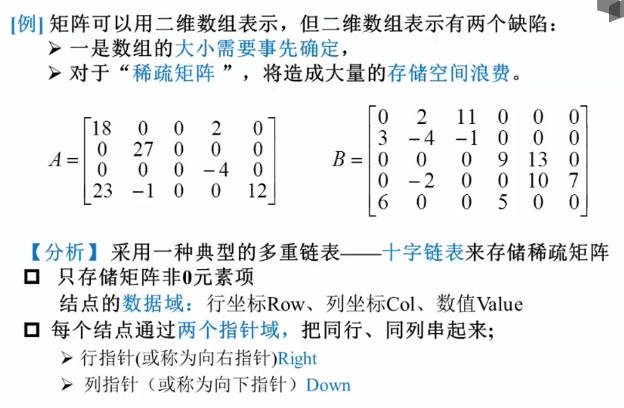 [例] 矩阵可以用二维数组表示，但二维数组表示有两个缺陷：
➢ 一是数组的大小需要事先确定，
➢ 对于“稀疏矩阵 ”，将造成大量的存储空间浪费。
A =
18 0 0 2 0
0 27 0 0 0
0 0 0 −4 0
23 −1 0 0 12
B =
0 2 11 0 0 0
3 −4 −1 0 0 0
0 0 0 9 13 0
0 −2 0 0 10 7
6 0 0 5 0 0
【分析】 采用一种典型的多重链表——十字链表来存储稀疏矩阵
□ 只存储矩阵非0元素项
结点的数据域：行坐标Row、列坐标Col、数值Value
□ 每个结点通过两个指针域，把同行、同列串起来；
➢ 行指针(或称为向右指针)Right
➢ 列指针（或称为向下指针）Down